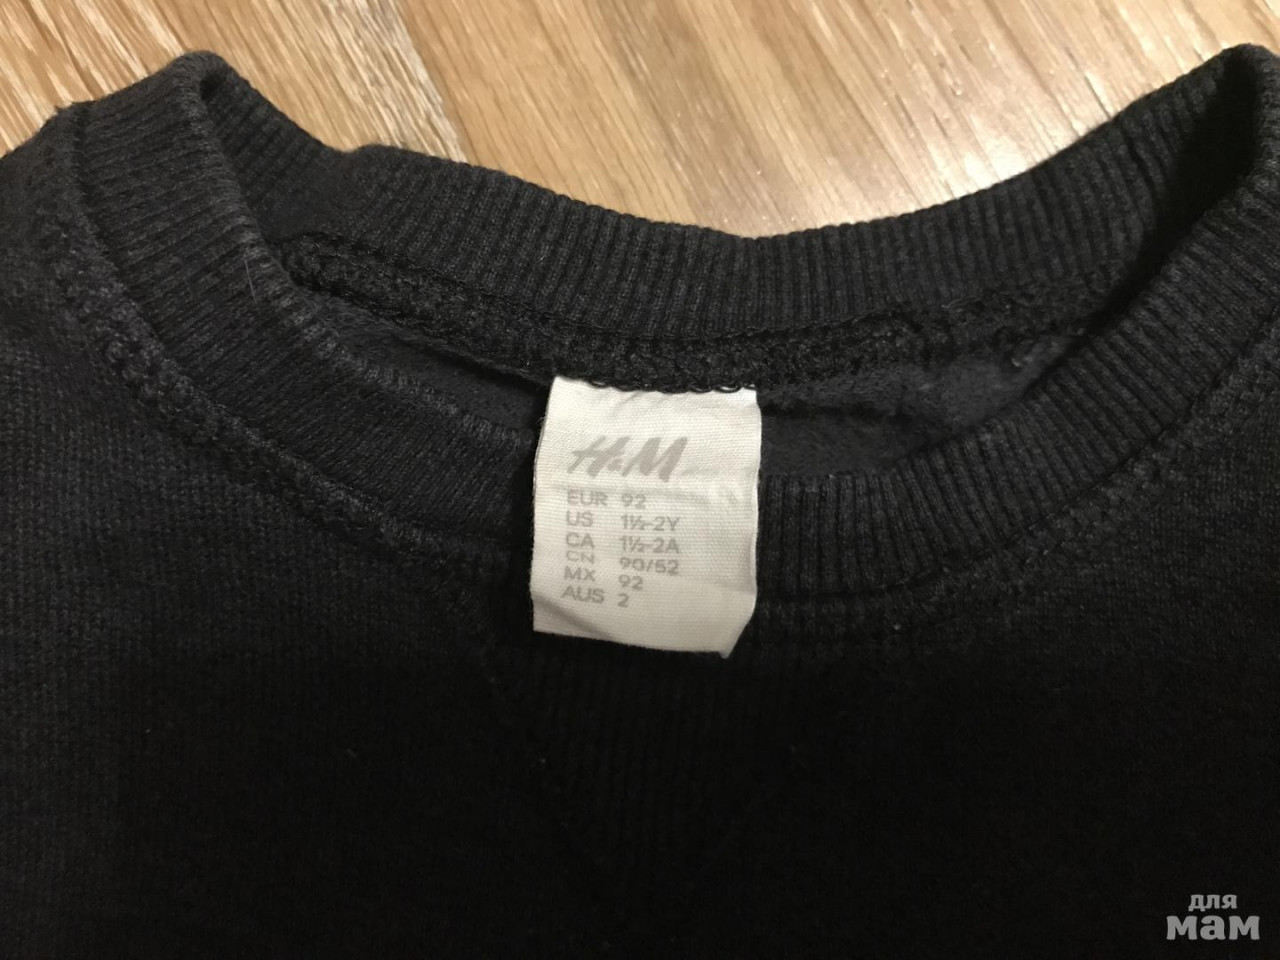 H&M
EUR 92
US 1½-2Y
CA 1½-2A
CN 90/52
MX 92
AUS 2
для
мам